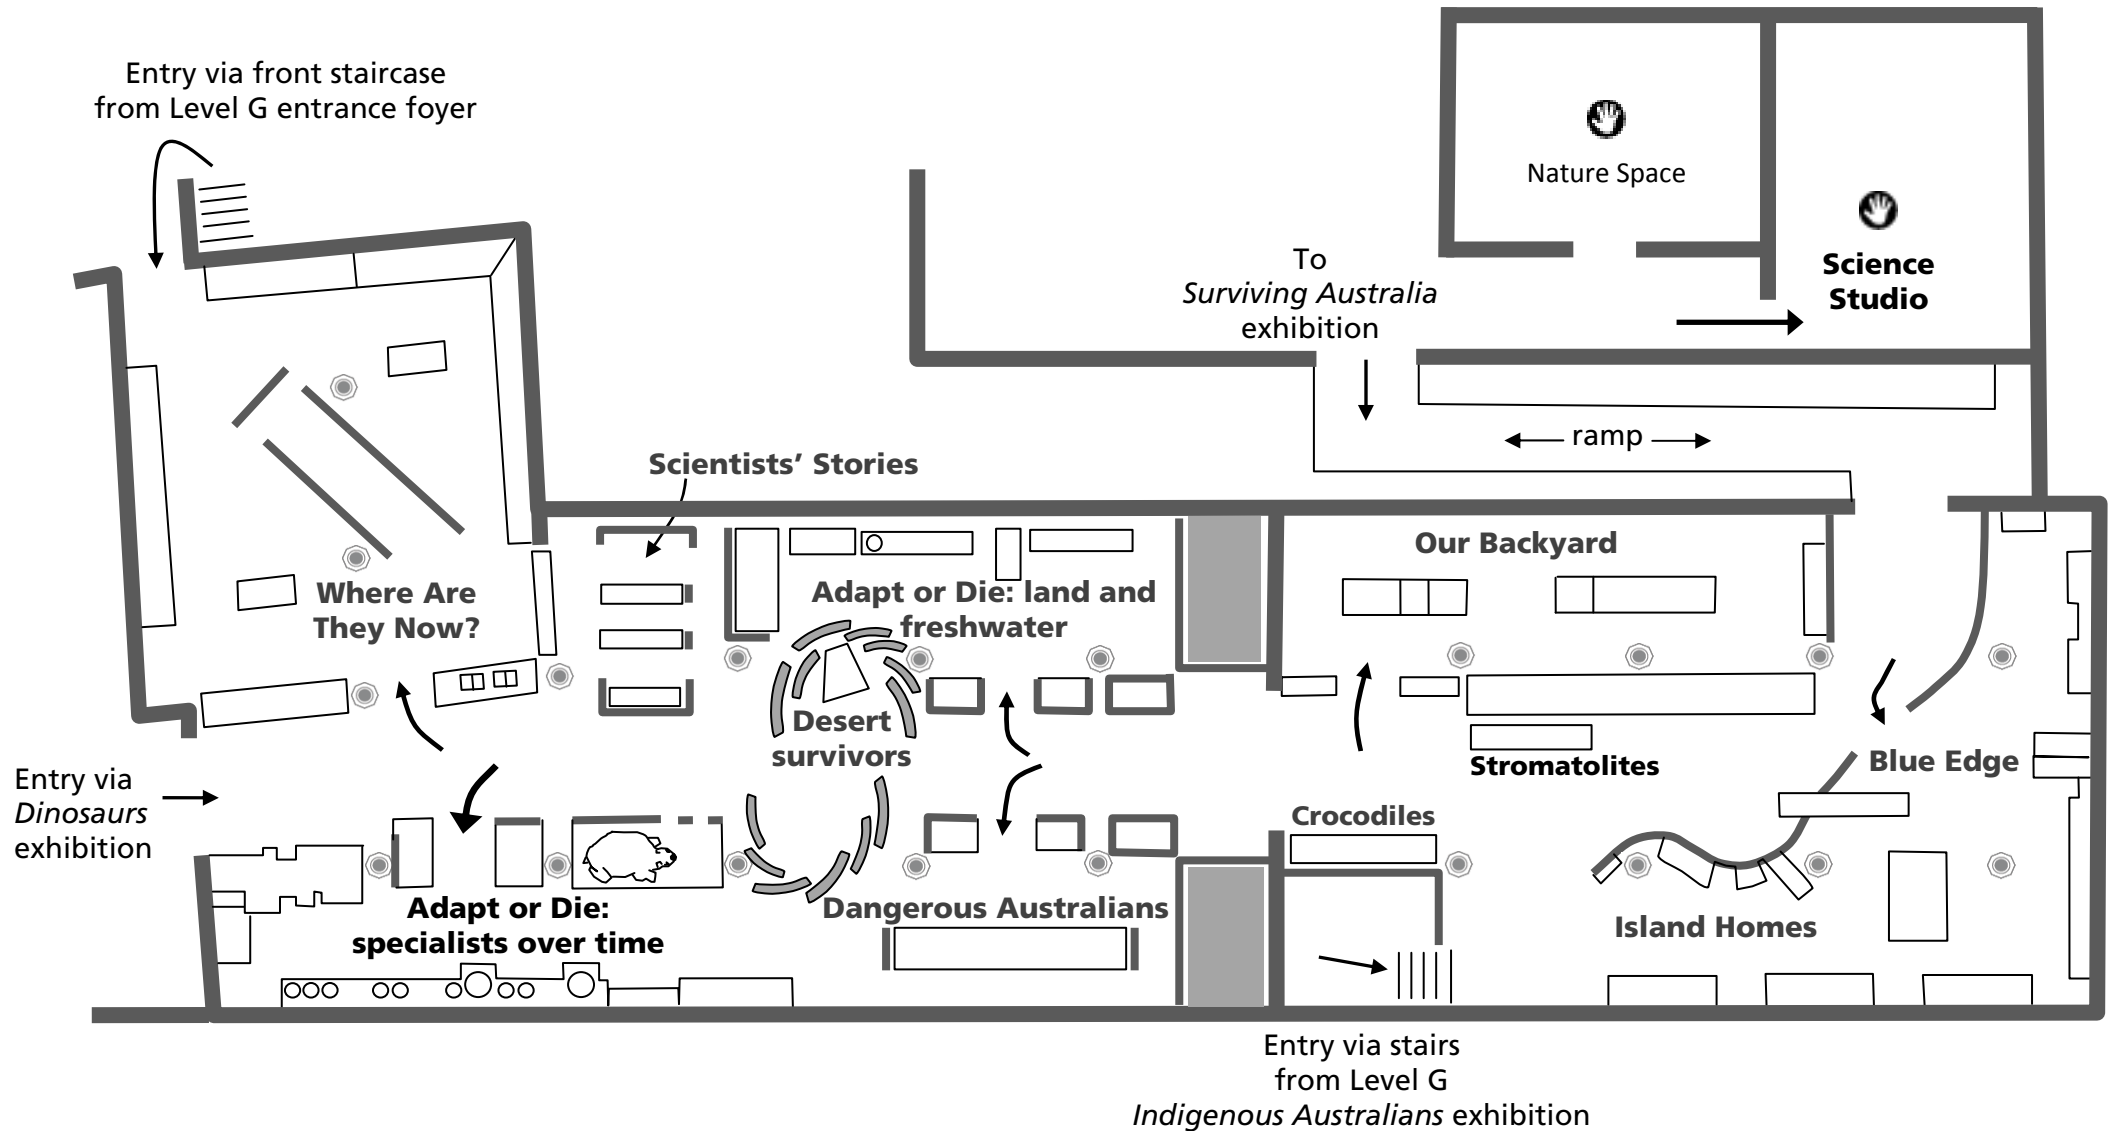 Entry via front staircase
from Level G entrance foyer
Nature Space
Science
Studio
To
Surviving Australia
exhibition
ramp
Scientists’ Stories
Our Backyard
Where Are
They Now?
Adapt or Die: land and
freshwater
Desert
survivors
Stromatolites
Blue Edge
Entry via
Dinosaurs
exhibition
Crocodiles
Adapt or Die:
specialists over time
Dangerous Australians
Island Homes
Entry via stairs
from Level G
Indigenous Australians exhibition